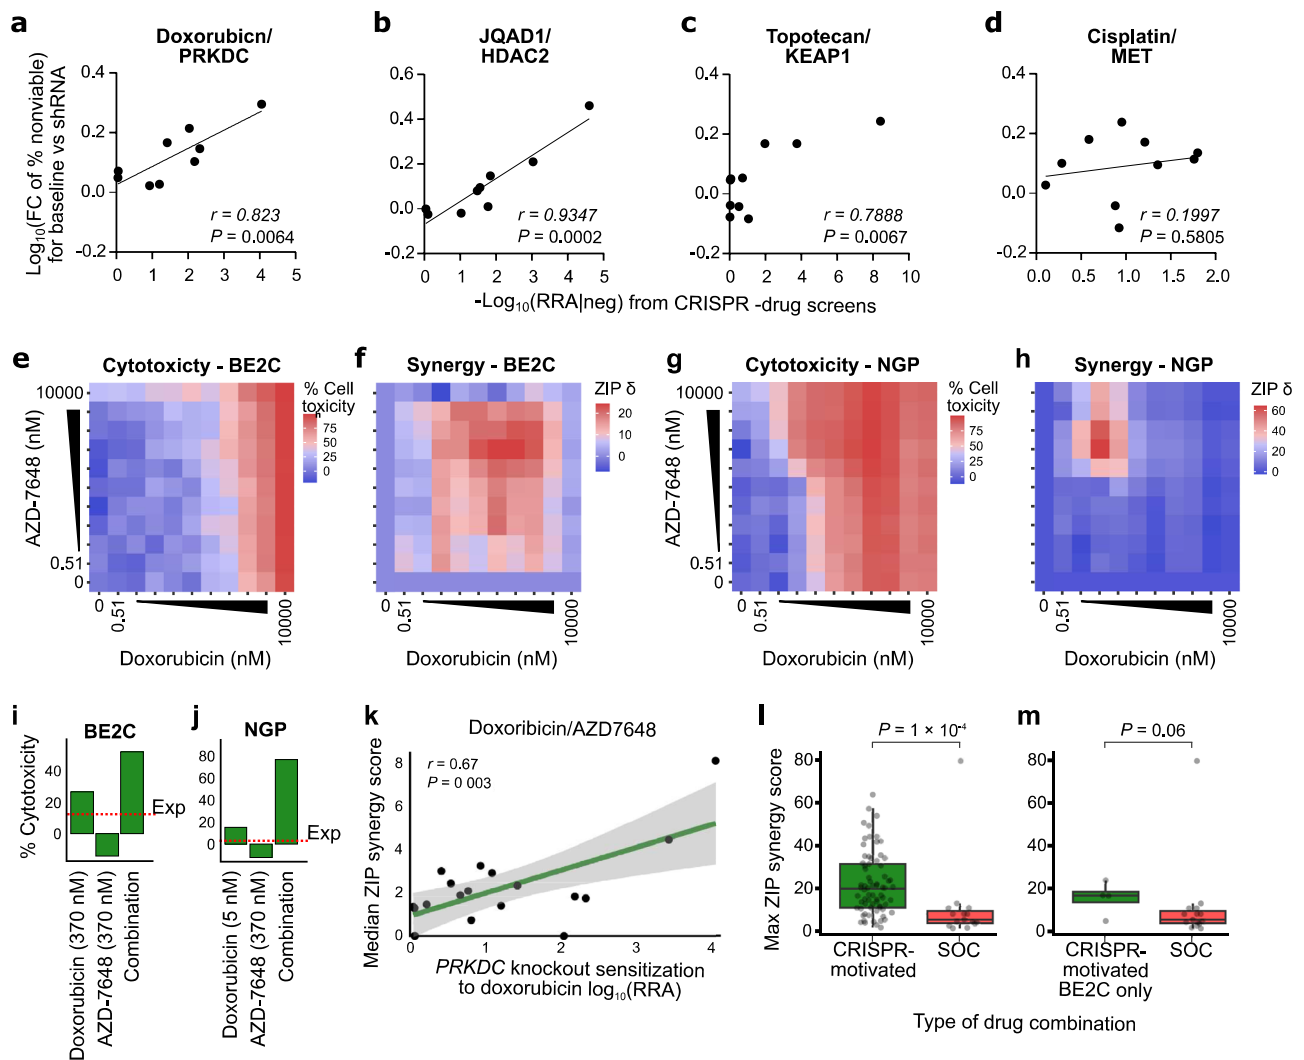 a
Doxorubicn/
PRKDC
b
JQAD1/
HDAC2
c
Topotecan/
KEAP1
d
Cisplatin/
MET
Log10(FC of % nonviable)
for baseline vs shRNA
0.4
0.2
0.0
-0.2
0 1 2 3 4 5
r = 0.823
P = 0.0064
0.6
0.4
0.2
0.0
-0.2
0 1 2 3 4 5
r = 0.9347
P = 0.0002
0.4
0.2
0.0
-0.2
0 2 4 6 8 10
r = 0.7888
P = 0.0067
0.4
0.2
0.0
-0.2
0.0 0.5 1.0 1.5 2.0
r = 0.1997
P = 0.5805
-Log10(RRA|neg) from CRISPR -drug screens
e
Cytotoxicty - BE2C
10000
AZD-7648 (nM)
0.51
0
0 0.51 10000
Doxorubicin (nM)
% Cell
toxicity
75
50
25
0
f
Synergy - BE2C
0 0.51 10000
Doxorubicin (nM)
ZIP δ
20
10
0
g
Cytotoxicity - NGP
10000
AZD-7648 (nM)
0.51
0
0 0.51 10000
Doxorubicin (nM)
% Cell
toxicity
75
50
25
0
h
Synergy - NGP
0 0.51 10000
Doxorubicin (nM)
ZIP δ
60
40
20
0
i
BE2C
% Cytotoxicity
40
20
0
Exp
Doxorubicin (370 nM)
AZD-7648 (370 nM)
Combination
j
NGP
80
60
40
20
0
Exp
Doxorubicin (5 nM)
AZD-7648 (370 nM)
Combination
k
Doxoribicin/AZD7648
r = 0.67
P = 0 003
Median ZIP synergy score
8
6
4
2
0
0 1 2 3 4
PRKDC knockout sensitization
to doxorubicin log10(RRA)
l
P = 1 × 10-4
Max ZIP synergy score
80
60
40
20
0
CRISPR-
motivated
SOC
m
P = 0.06
80
60
40
20
0
CRISPR-
motivated
BE2C only
SOC
Type of drug combination